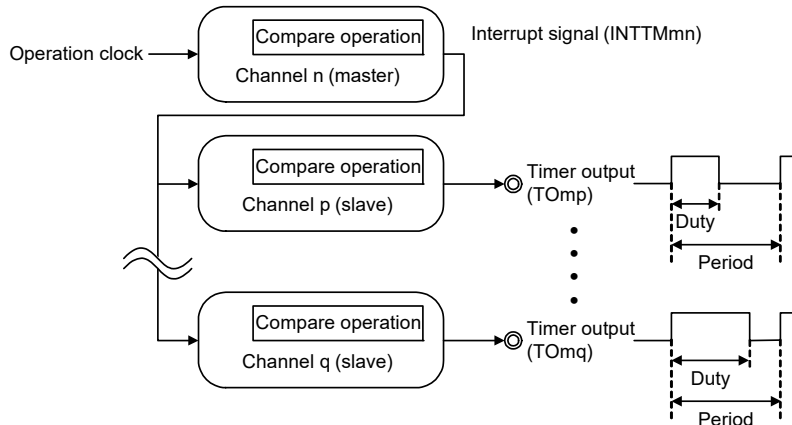 Compare operation
Interrupt signal (INTTMmn)
Operation clock
Channel n (master)
Compare operation
Timer output
(TOmp)
Channel p (slave)
Duty
Period
Compare operation
Timer output
(TOmq)
Channel q (slave)
Duty
Period